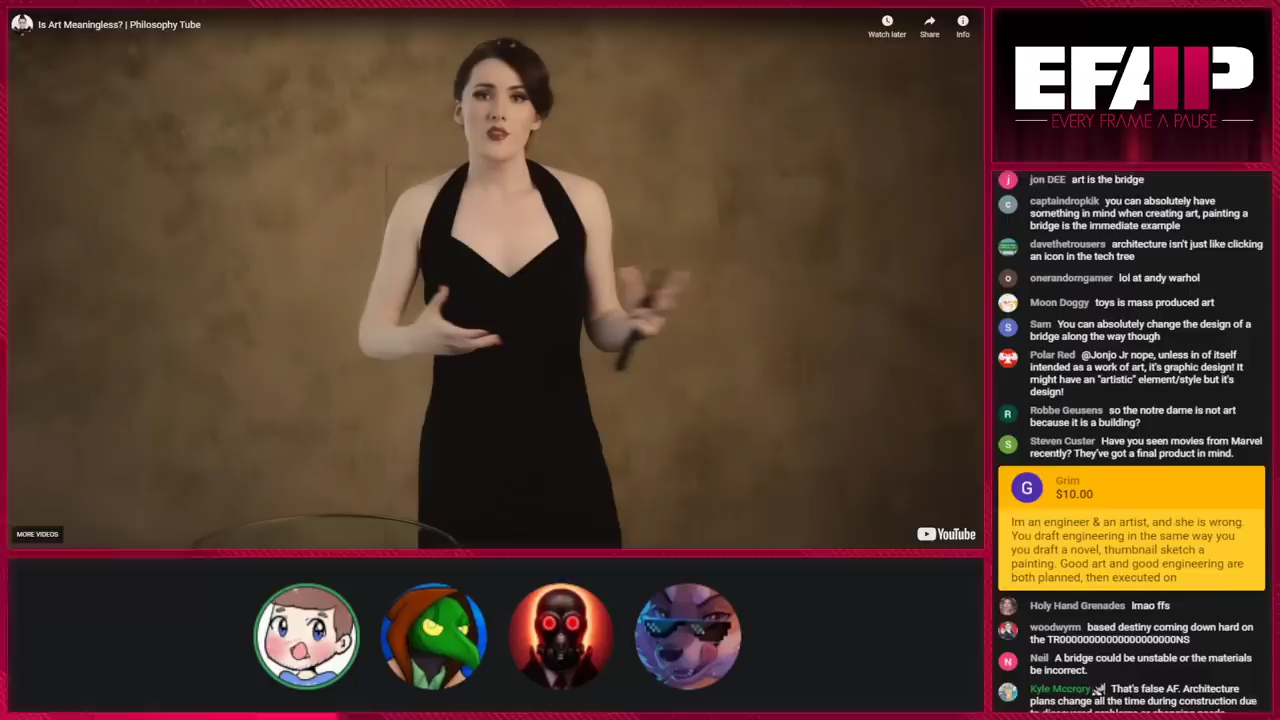 Is Art Meaningless? | Philosophy Tube
Watch later
Share
Info
MORE VIDEOS
YouTube
EFAP
EVERY FRAME A PAUSE
j
jon DEE art is the bridge
c
captaindropkik you can absolutely have
something in mind when creating art, painting a
bridge is the immediate example
davethetrousers architecture isn't just like clicking
an icon in the tech tree
o
onerandomgamer lol at andy warhol
Moon Doggy toys is mass produced art
S
Sam You can absolutely change the design of a
bridge along the way though
Polar Red @Jonjo Jr nope, unless in of itself
intended as a work of art, it's graphic design! It
might have an "artistic" element/style but it's
design!
R
Robbe Geusens so the notre dame is not art
because it is a building?
S
Steven Custer Have you seen movies from Marvel
recently? They've got a final product in mind.
G
Grim
$10.00
Im an engineer & an artist, and she is wrong.
You draft engineering in the same way you
you draft a novel, thumbnail sketch a
painting. Good art and good engineering are
both planned, then executed on
Holy Hand Grenades lmao ffs
woodwyrm based destiny coming down hard on
the TR00000000000000000000NS
N
Neil A bridge could be unstable or the materials
be incorrect.
Kyle Mccrory That's false AF. Architecture
plans change all the time during construction due